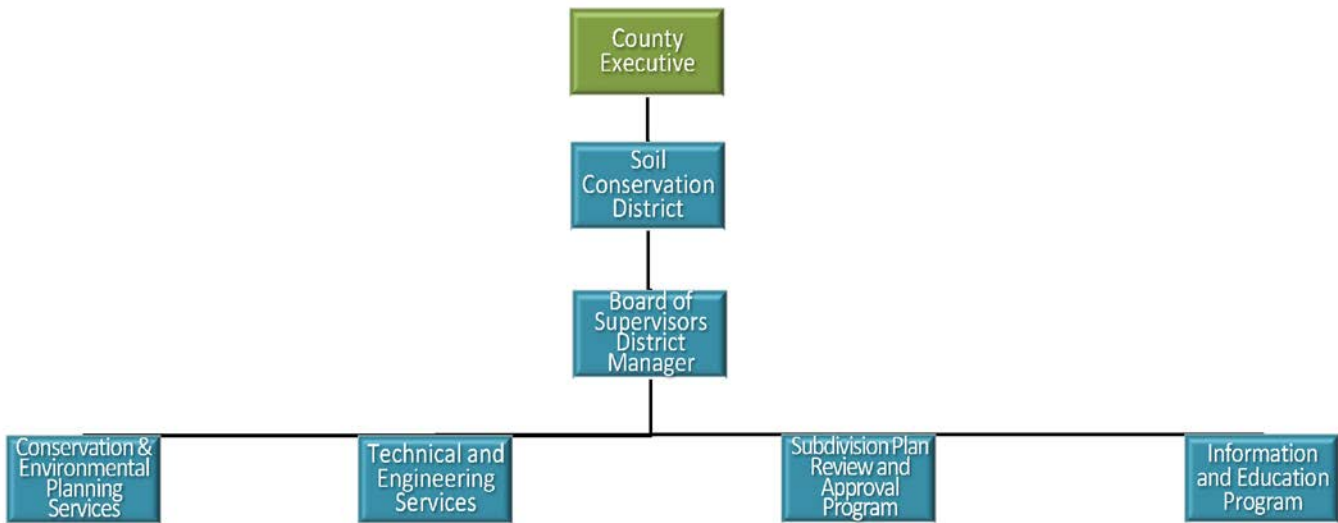 County
Executive
Soil
Conservation
District
Board of
Supervisors
District
Manager
Conservation &
Environmental
Planning
Services
Technical and
Engineering
Services
Subdivision Plan
Review and
Approval
Program
Information
and Education
Program